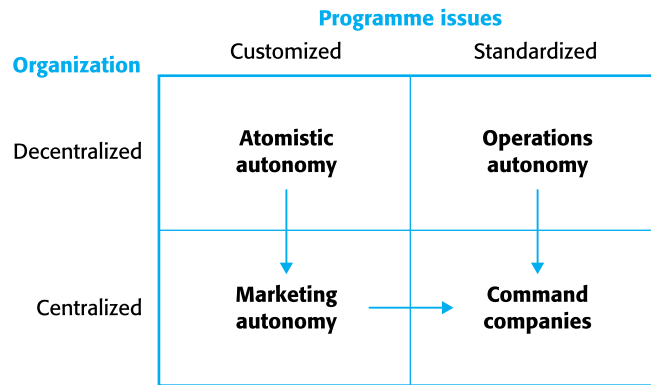 Programme issues
Customized
Standardized
Organization
Decentralized
Atomistic
autonomy
Operations
autonomy
Centralized
Marketing
autonomy
Command
companies